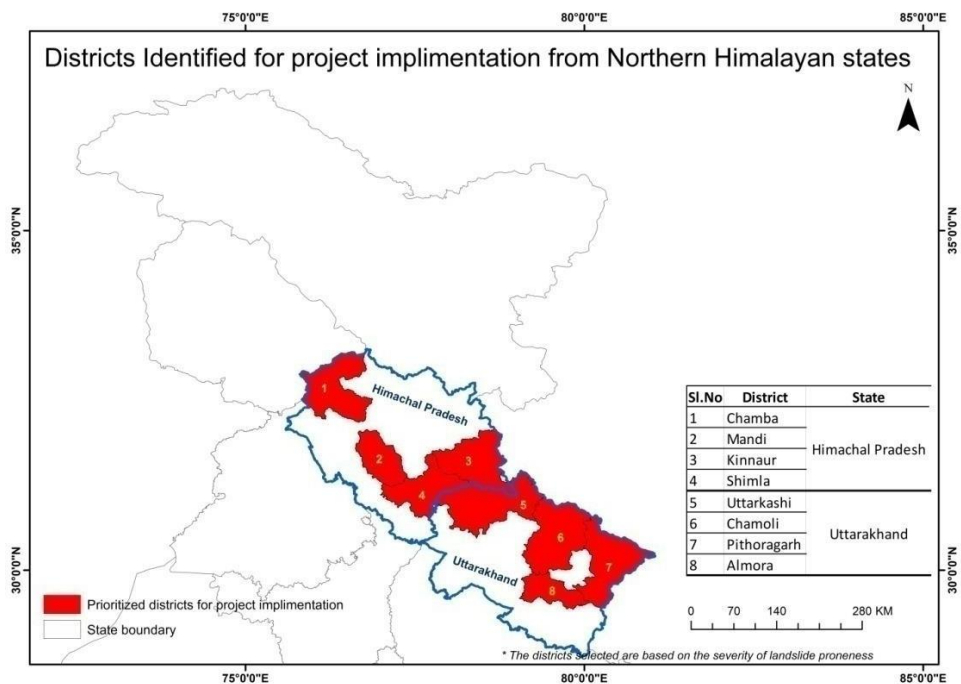 75°0'0"E 80°0'0"E 85°0'0"E
Districts Identified for project implimentation from Northern Himalayan states
N
35°0'0"N 35°0'0"N
1
Himachal Pradesh
2
3
4
5
6
7
8
Uttarakhand
Sl.No District State
1 Chamba Himachal Pradesh
2 Mandi
3 Kinnaur
4 Shimla
5 Uttarkashi Uttarakhand
6 Chamoli
7 Pithoragarh
8 Almora
30°0'0"N 30°0'0"N
Prioritized districts for project implimentation
State boundary
0 70 140 280 KM
* The districts selected are based on the severity of landslide proneness
75°0'0"E 80°0'0"E 85°0'0"E